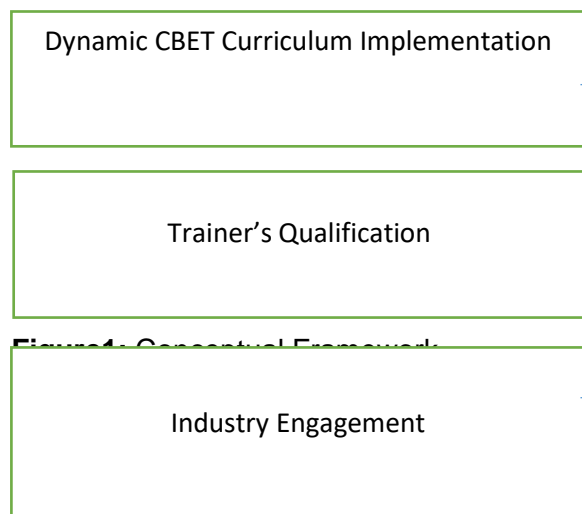 Dynamic CBET Curriculum Implementation
Trainer's Qualification
Figure1: Conceptual Framework
Industry Engagement